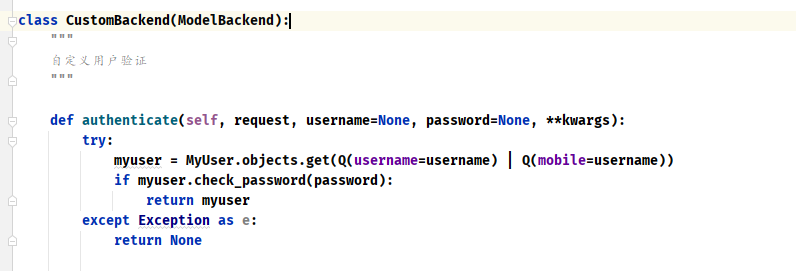 class CustomBackend(ModelBackend):
"""
自定义用户验证
"""
def authenticate(self, request, username=None, password=None, **kwargs):
try:
myuser = MyUser.objects.get(Q(username=username) | Q(mobile=username))
if myuser.check_password(password):
return myuser
except Exception as e:
return None